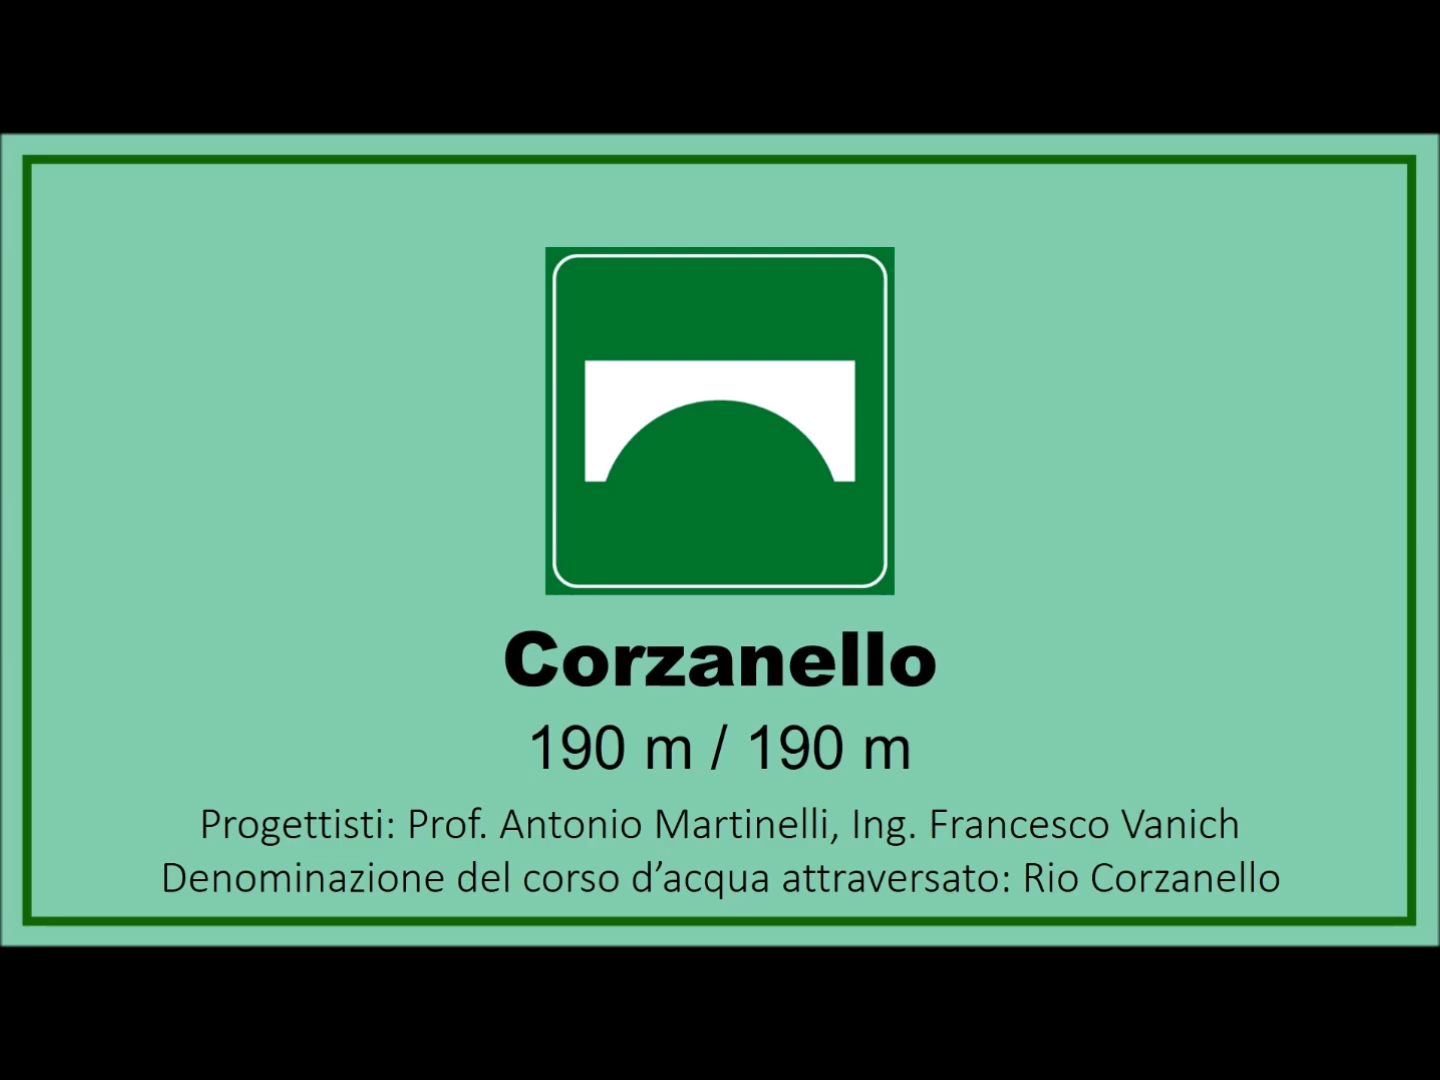 Corzanello
190 m / 190 m
Progettisti: Prof. Antonio Martinelli, Ing. Francesco Vanich
Denominazione del corso d’acqua attraversato: Rio Corzanello